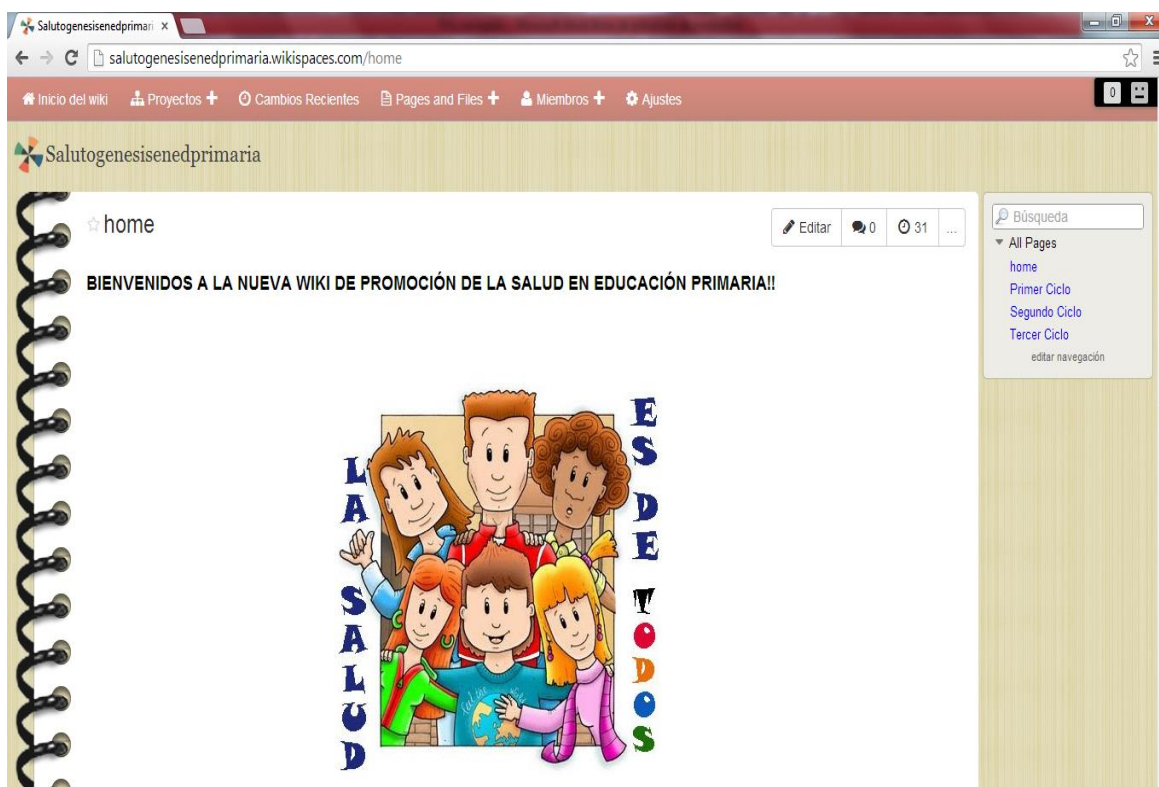 Salutogenesisenedprimari
salutogenesisenedprimaria.wikispaces.com/home
Inicio del wiki Proyectos + Cambios Recientes Pages and Files + Miembros + Ajustes 0
Salutogenesisenedprimaria
home
Editar 0 31 ...
BIENVENIDOS A LA NUEVA WIKI DE PROMOCIÓN DE LA SALUD EN EDUCACIÓN PRIMARIA!!
LA SALUD
ES DE TODOS
Feel the
Búsqueda
All Pages
home
Primer Ciclo
Segundo Ciclo
Tercer Ciclo
editar navegación